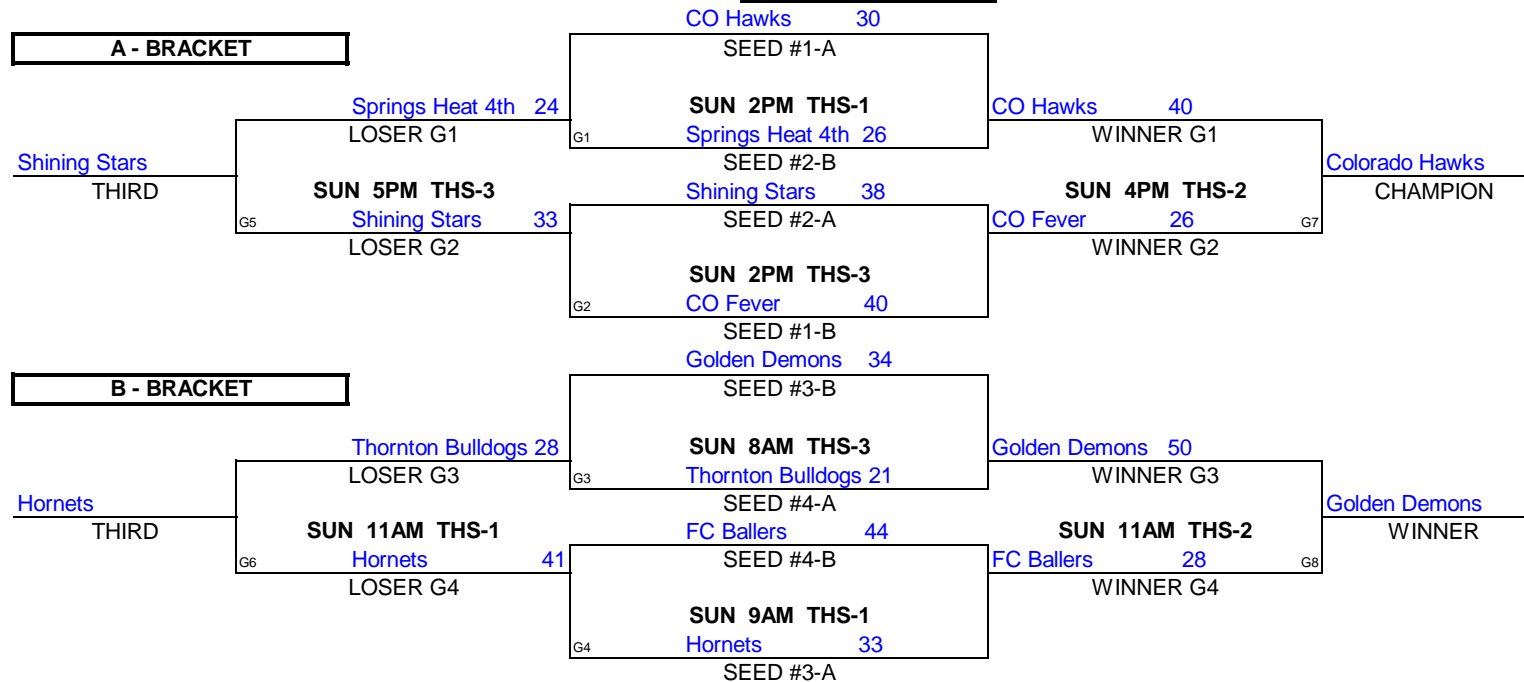 CO Hawks 30
A - BRACKET
SEED #1-A
Springs Heat 4th 24
SUN 2PM THS-1
CO Hawks 40
LOSER G1
G1
Springs Heat 4th 26
WINNER G1
Shining Stars
SEED #2-B
Colorado Hawks
THIRD
SUN 5PM THS-3
Shining Stars 38
SUN 4PM THS-2
CHAMPION
G5
Shining Stars 33
SEED #2-A
CO Fever 26
G7
LOSER G2
WINNER G2
SUN 2PM THS-3
G2
CO Fever 40
SEED #1-B
Golden Demons 34
B - BRACKET
SEED #3-B
Thornton Bulldogs 28
SUN 8AM THS-3
Golden Demons 50
LOSER G3
G3
Thornton Bulldogs 21
WINNER G3
Hornets
SEED #4-A
Golden Demons
THIRD
SUN 11AM THS-1
FC Ballers 44
SUN 11AM THS-2
WINNER
G6
Hornets 41
SEED #4-B
FC Ballers 28
G8
LOSER G4
WINNER G4
SUN 9AM THS-1
G4
Hornets 33
SEED #3-A